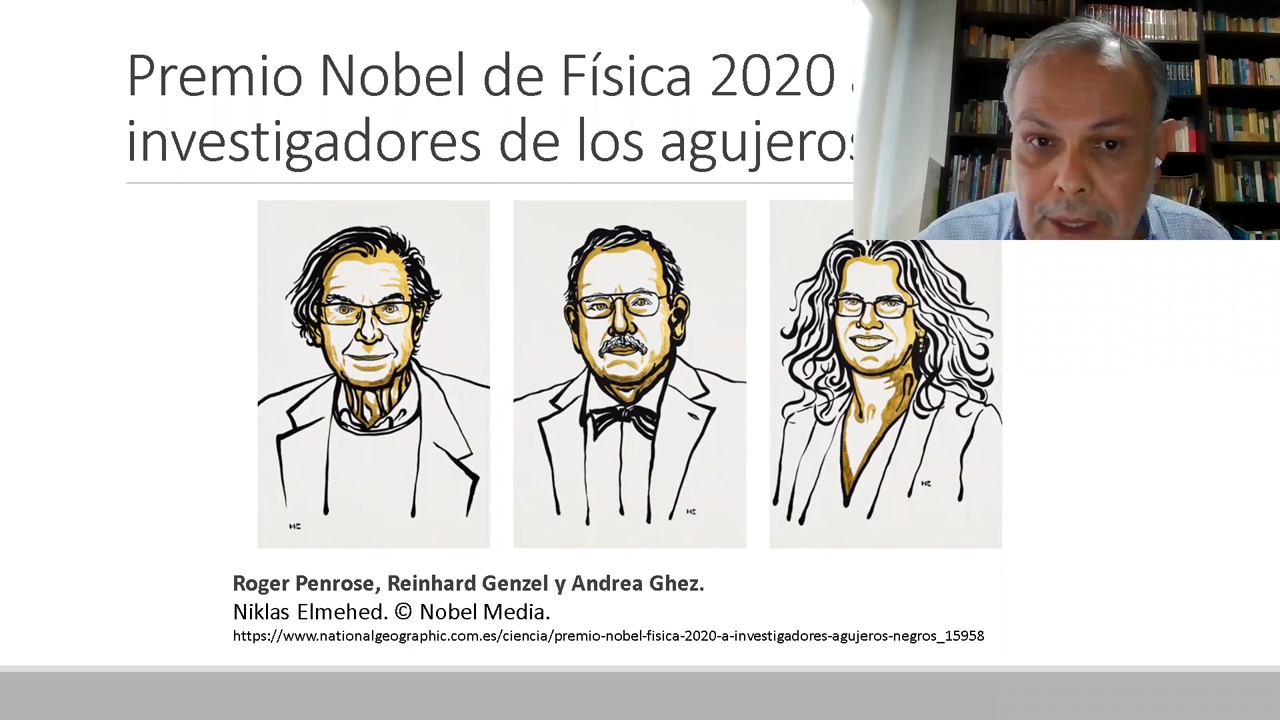 Premio Nobel de Física 2020
investigadores de los agujeros
Roger Penrose, Reinhard Genzel y Andrea Ghez.
Niklas Elmehed. © Nobel Media.
https://www.nationalgeographic.com.es/ciencia/premio-nobel-fisica-2020-a-investigadores-agujeros-negros_15958